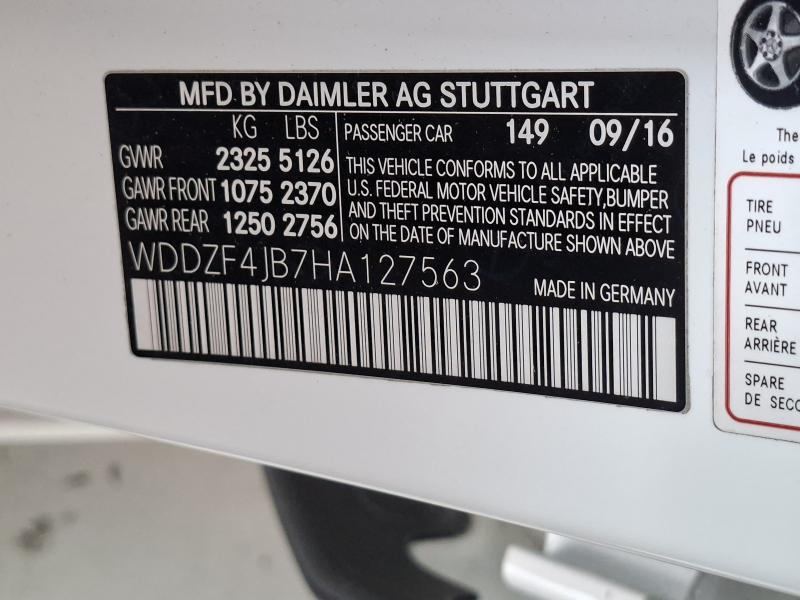 MFD BY DAIMLER AG STUTTGART
KG LBS
GVWR 2325 5126
GAWR FRONT 1075 2370
GAWR REAR 1250 2756
PASSENGER CAR 149 09/16
THIS VEHICLE CONFORMS TO ALL APPLICABLE
U.S. FEDERAL MOTOR VEHICLE SAFETY,BUMPER
AND THEFT PREVENTION STANDARDS IN EFFECT
ON THE DATE OF MANUFACTURE SHOWN ABOVE
WDDZF4JB7HA127563
MADE IN GERMANY
The
Le poids
TIRE
PNEU
FRONT
AVANT
REAR
ARRIÈRE
SPARE
DE SECO